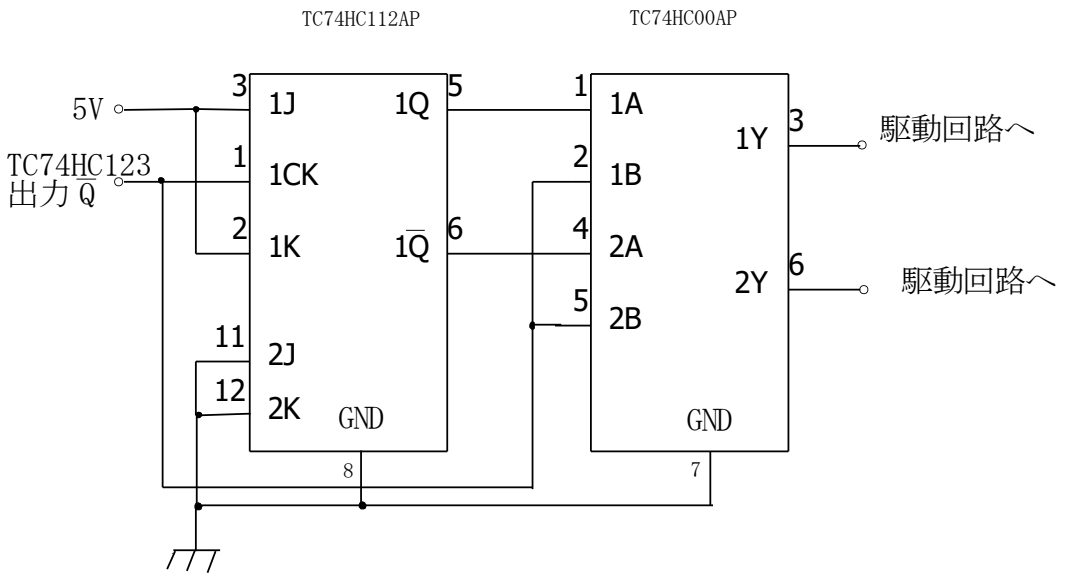 TC74HC112AP
TC74HC00AP
5V
3
1J
1Q
5
1
1A
1Y
3
駆動回路へ
TC74HC123
出力 Q̅
1
1CK
2
1B
2
1K
1Q̅
6
4
2A
2Y
6
駆動回路へ
5
2B
11
2J
12
2K
GND
GND
8
7